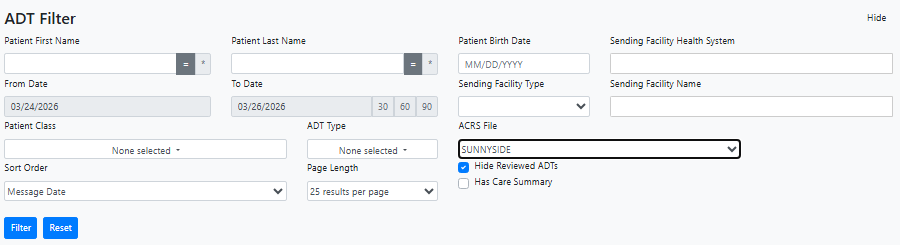 ADT Filter Hide
Patient First Name Patient Last Name Patient Birth Date Sending Facility Health System
= * = * MM/DD/YYYY
From Date To Date Sending Facility Type Sending Facility Name
03/24/2026 03/26/2026 30 60 90
Patient Class ADT Type ACRS File
None selected None selected SUNNYSIDE
Sort Order Page Length Hide Reviewed ADTs
Message Date 25 results per page Has Care Summary
Filter Reset